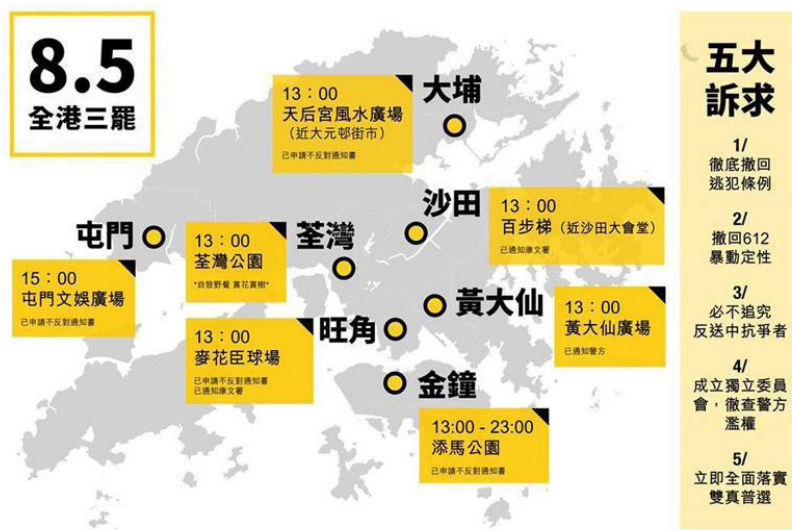 8.5
全港三罷
13：00
天后宮風水廣場
（近大元邨街市）
已申請不反對通知書
大埔
沙田
13：00
百步梯（近沙田大會堂）
已通知康文署
屯門
15：00
屯門文娛廣場
已申請不反對通知書
13：00
荃灣公園
*自發野餐 賞花賞樹*
荃灣
13：00
麥花臣球場
已申請不反對通知書
已通知康文署
旺角
黃大仙
13：00
黃大仙廣場
已通知警方
金鐘
13:00 - 23:00
添馬公園
已申請不反對通知書
五大
訴求
1/
徹底撤回
逃犯條例
2/
撤回612
暴動定性
3/
必不追究
反送中抗爭者
4/
成立獨立委員
會，徹查警方
濫權
5/
立即全面落實
雙真普選